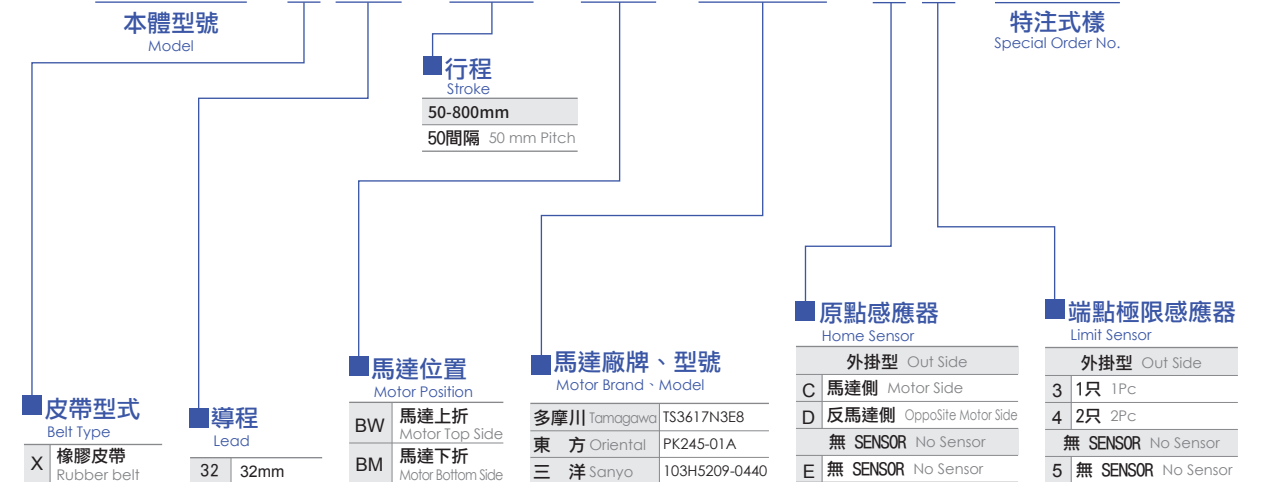 本體型號
Model
特注式樣
Special Order No.
行程
Stroke
50-800mm
50間隔 50 mm Pitch
原點感應器
Home Sensor
外掛型 Out Side
C 馬達側 Motor Side
D 反馬達側 OppoSite Motor Side
無 SENSOR No Sensor
E 無 SENSOR No Sensor
端點極限感應器
Limit Sensor
外掛型 Out Side
3 1只 1Pc
4 2只 2Pc
無 SENSOR No Sensor
5 無 SENSOR No Sensor
馬達位置
Motor Position
BW 馬達上折
Motor Top Side
BM 馬達下折
Motor Bottom Side
馬達廠牌、型號
Motor Brand、Model
多摩川 Tamagawa TS3617N3E8
東 方 Oriental PK245-01A
三 洋 Sanyo 103H5209-0440
皮帶型式
Belt Type
X 橡膠皮帶
Rubber belt
導程
Lead
32 32mm